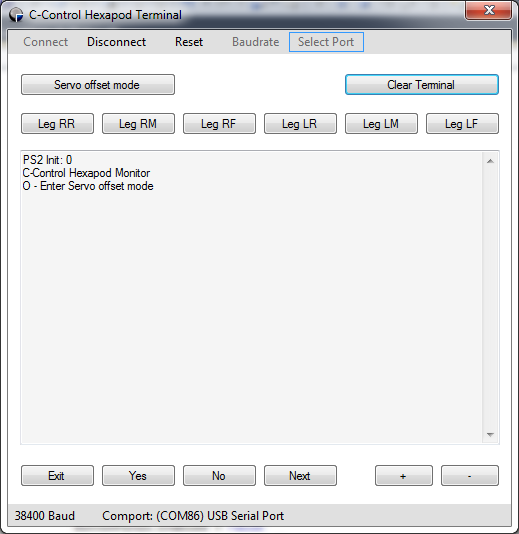 C-Control Hexapod Terminal
Connect Disconnect Reset Baudrate Select Port
Servo offset mode Clear Terminal
Leg RR Leg RM Leg RF Leg LR Leg LM Leg LF
PS2 Init: 0
C-Control Hexapod Monitor
O - Enter Servo offset mode
Exit Yes No Next + -
38400 Baud Comport: (COM86) USB Serial Port